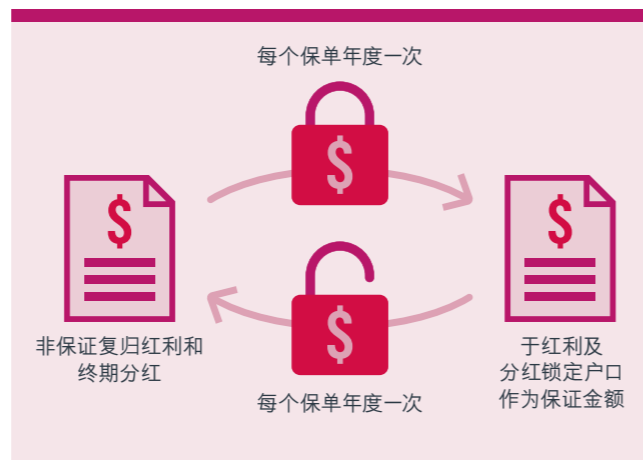 每个保单年度一次
$
$
$
非保证复归红利和
终期分红
$
每个保单年度一次
于红利及
分红锁定户口
作为保证金额